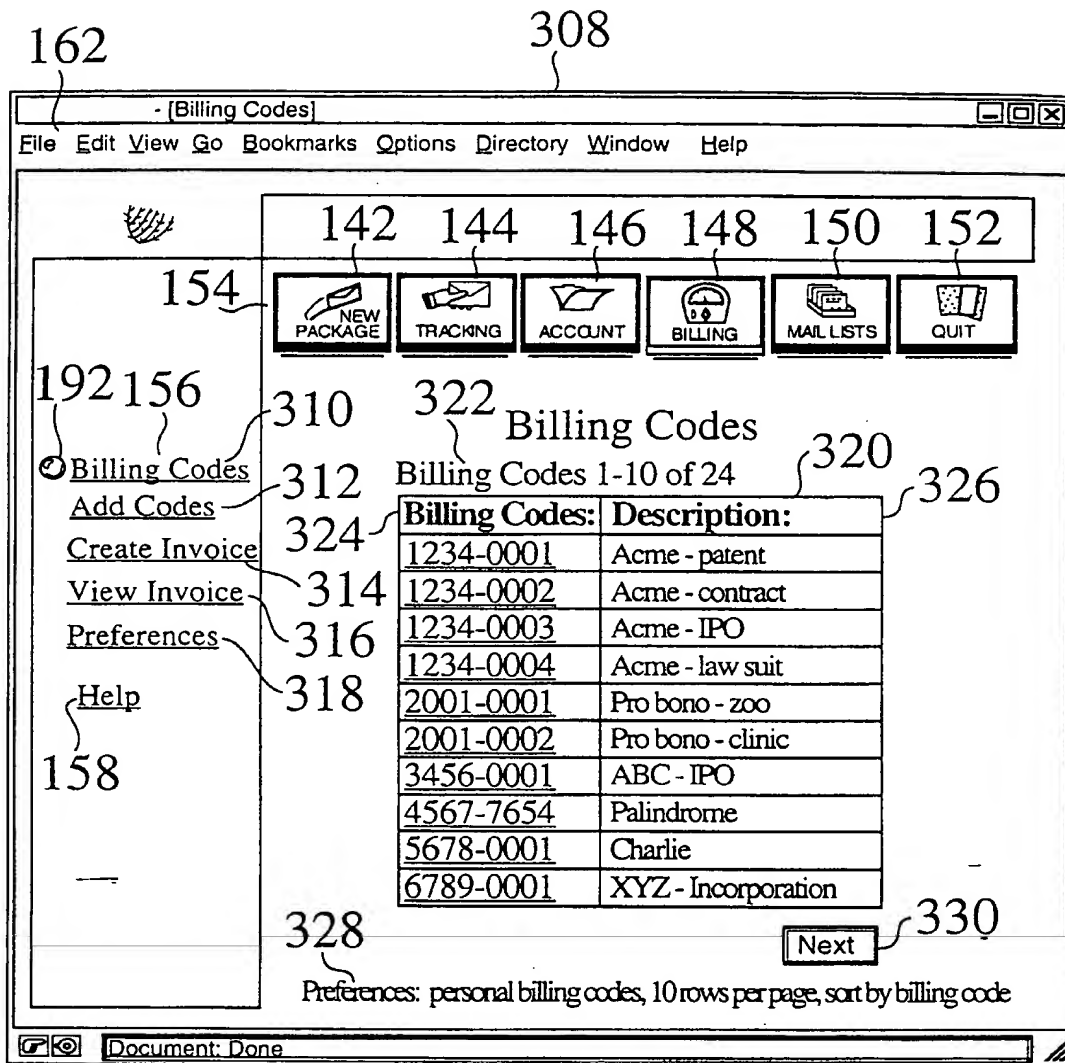 308
162
- [Billing Codes]
File Edit View Go Bookmarks Options Directory Window Help
142 144 146 148 150 152
154
NEW PACKAGE TRACKING ACCOUNT BILLING MAIL LISTS QUIT
192 156 310 322
Billing Codes
Billing Codes
Billing Codes 1-10 of 24
320
326
Add Codes
312
324
Billing Codes: Description:
Create Invoice
314
1234-0001 Acme - patent
View Invoice
316
1234-0002 Acme - contract
Preferences
318
1234-0003 Acme - IPO
1234-0004 Acme - law suit
Help
158
2001-0001 Pro bono - zoo
2001-0002 Pro bono - clinic
3456-0001 ABC - IPO
4567-7654 Palindrome
5678-0001 Charlie
6789-0001 XYZ - Incorporation
328
Next
330
Preferences: personal billing codes, 10 rows per page, sort by billing code
Document: Done